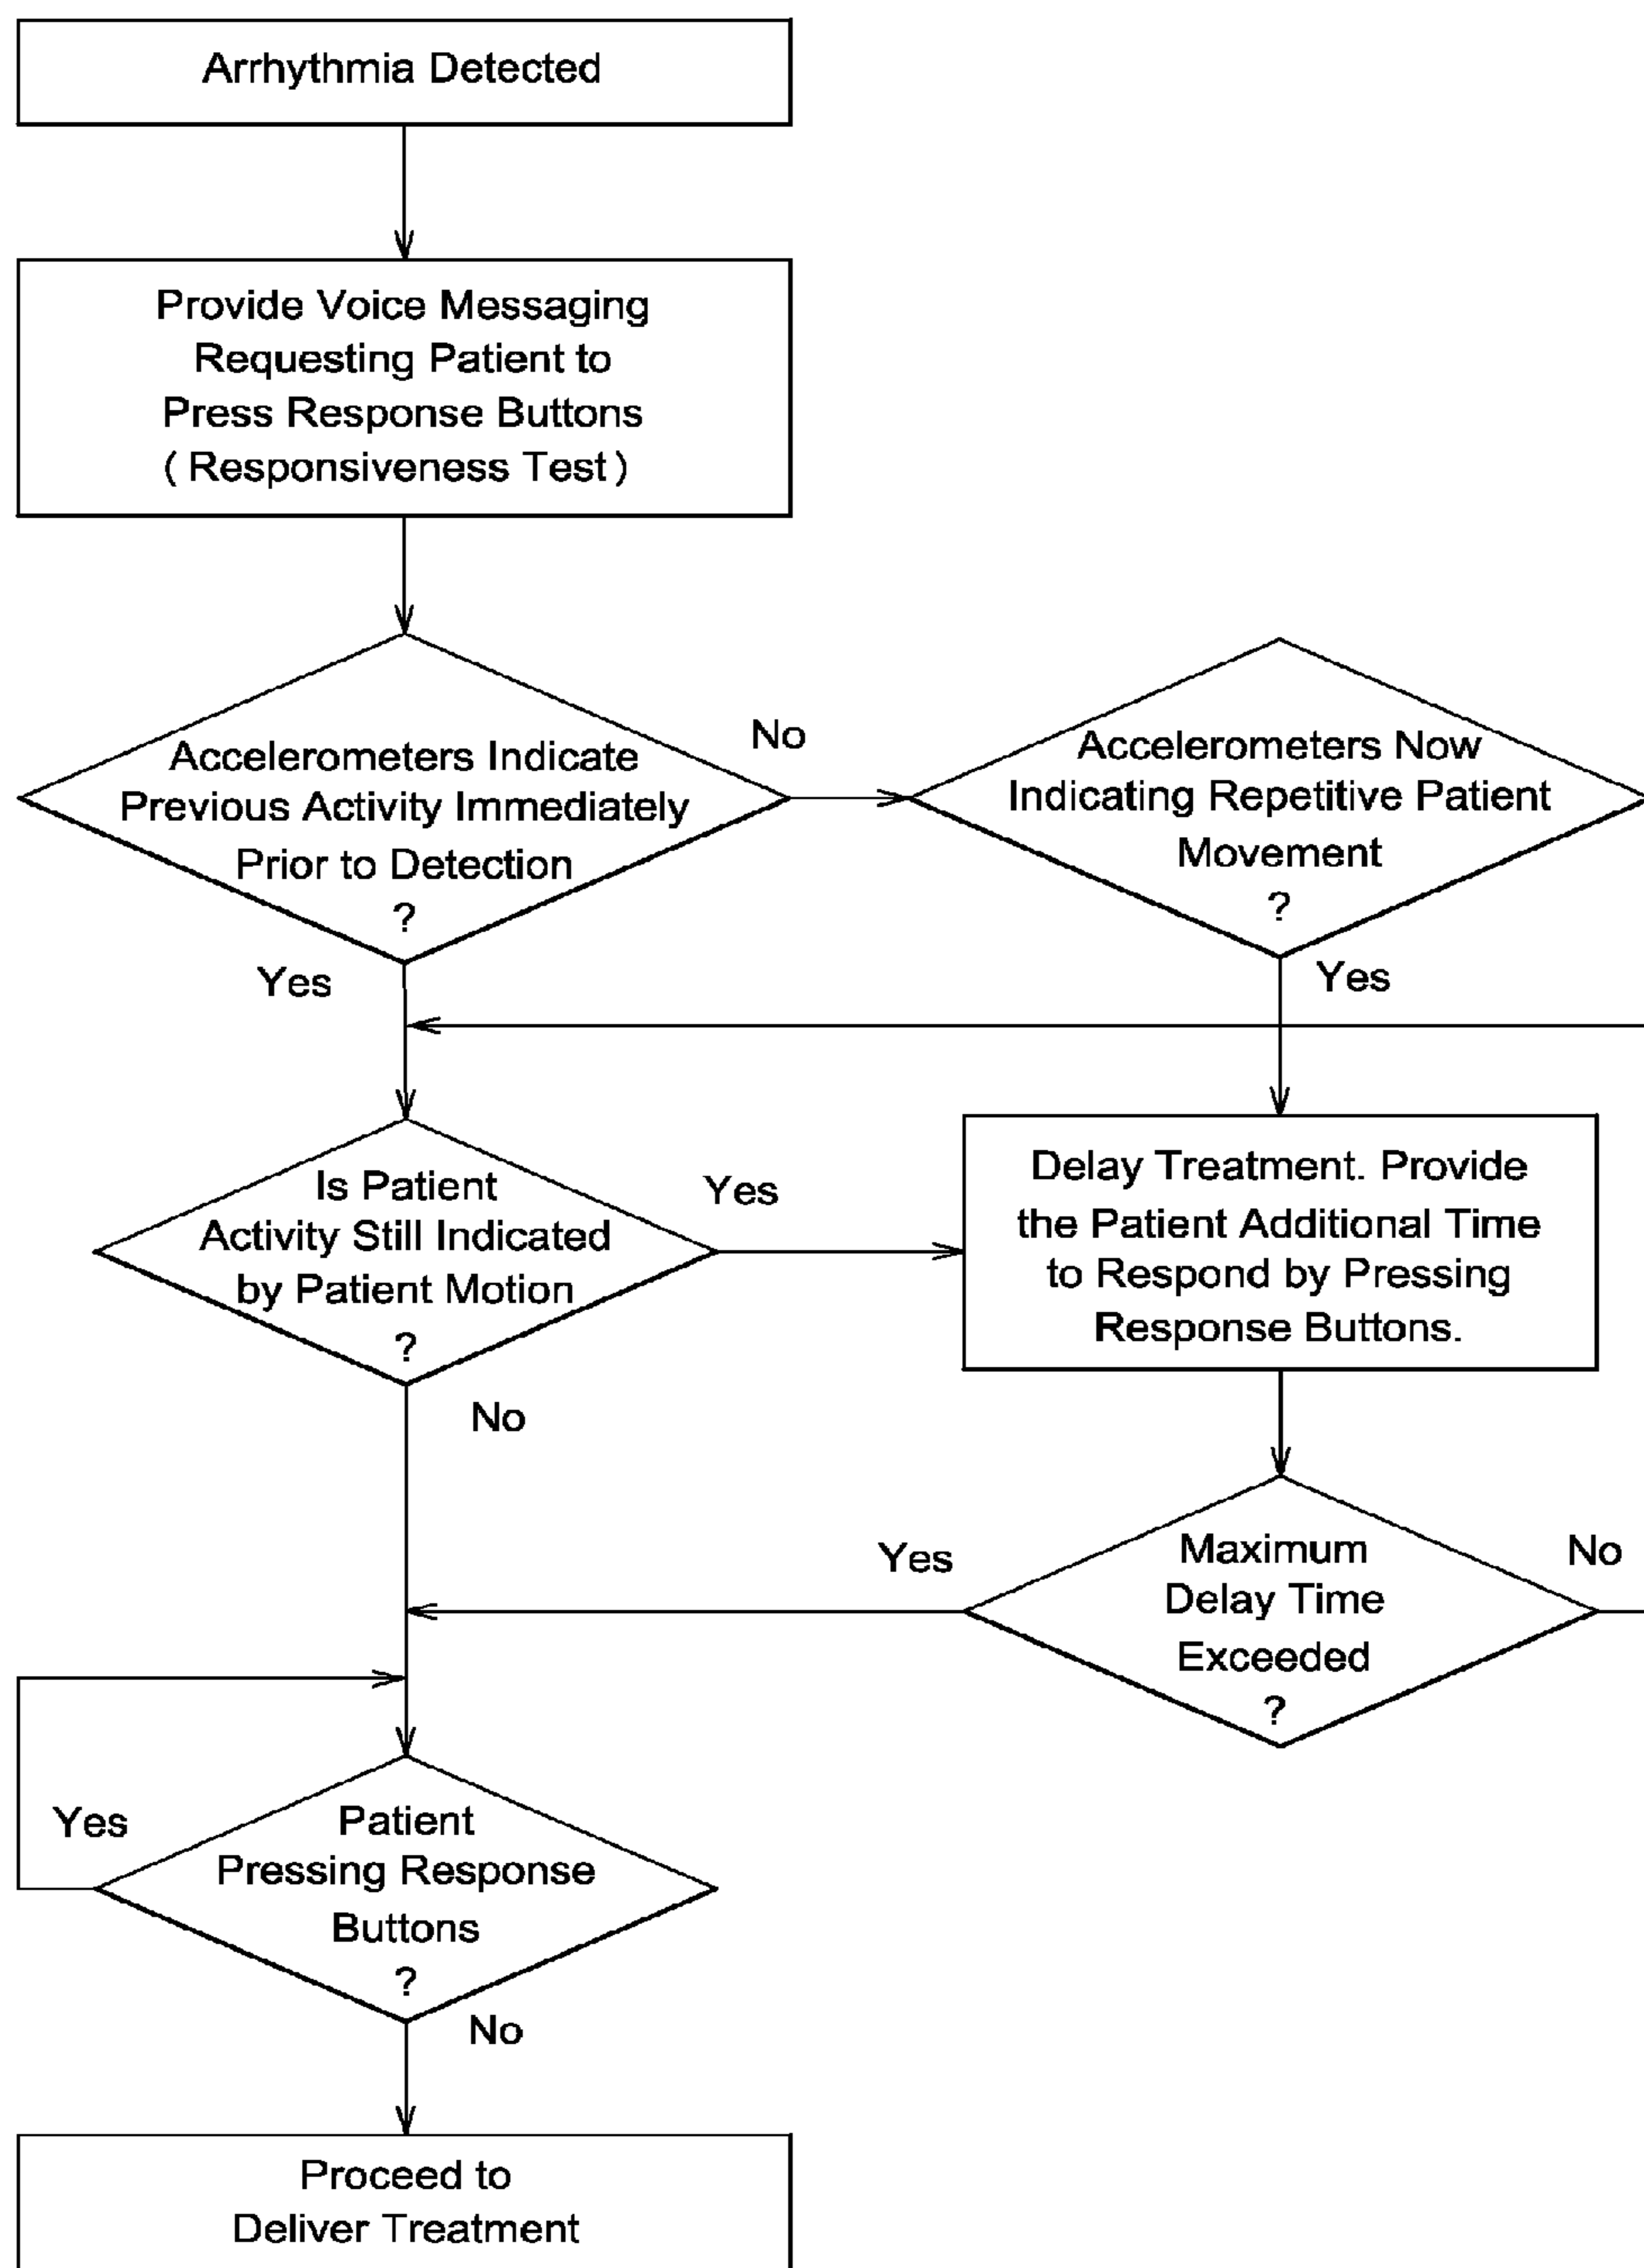 Arrhythmia Detected
Provide Voice Messaging
Requesting Patient to
Press Response Buttons
( Responsiveness Test )
Accelerometers Indicate
Previous Activity Immediately
Prior to Detection
?
No
Accelerometers Now
Indicating Repetitive Patient
Movement
?
Yes
Yes
Is Patient
Activity Still Indicated
by Patient Motion
?
Yes
Delay Treatment. Provide
the Patient Additional Time
to Respond by Pressing
Response Buttons.
No
Yes
Maximum
Delay Time
Exceeded
?
No
Yes
Patient
Pressing Response
Buttons
?
No
Proceed to
Deliver Treatment